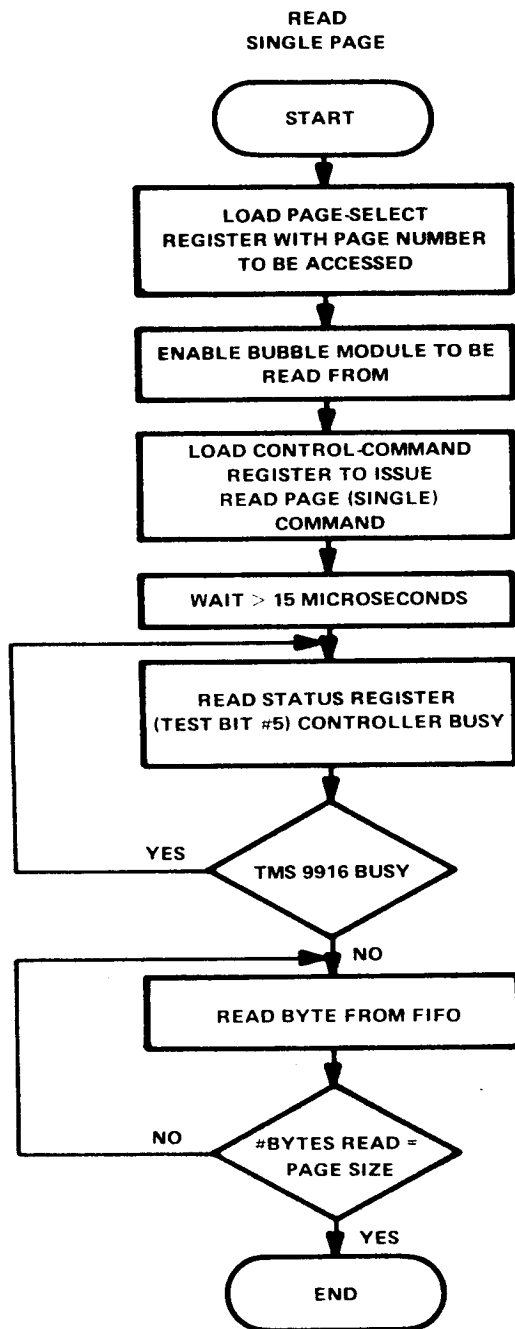 READ
SINGLE PAGE
START
LOAD PAGE-SELECT
REGISTER WITH PAGE NUMBER
TO BE ACCESSED
ENABLE BUBBLE MODULE TO BE
READ FROM
LOAD CONTROL-COMMAND
REGISTER TO ISSUE
READ PAGE (SINGLE)
COMMAND
WAIT > 15 MICROSECONDS
READ STATUS REGISTER
(TEST BIT #5) CONTROLLER BUSY
YES
TMS 9916 BUSY
NO
READ BYTE FROM FIFO
NO
#BYTES READ =
PAGE SIZE
YES
END